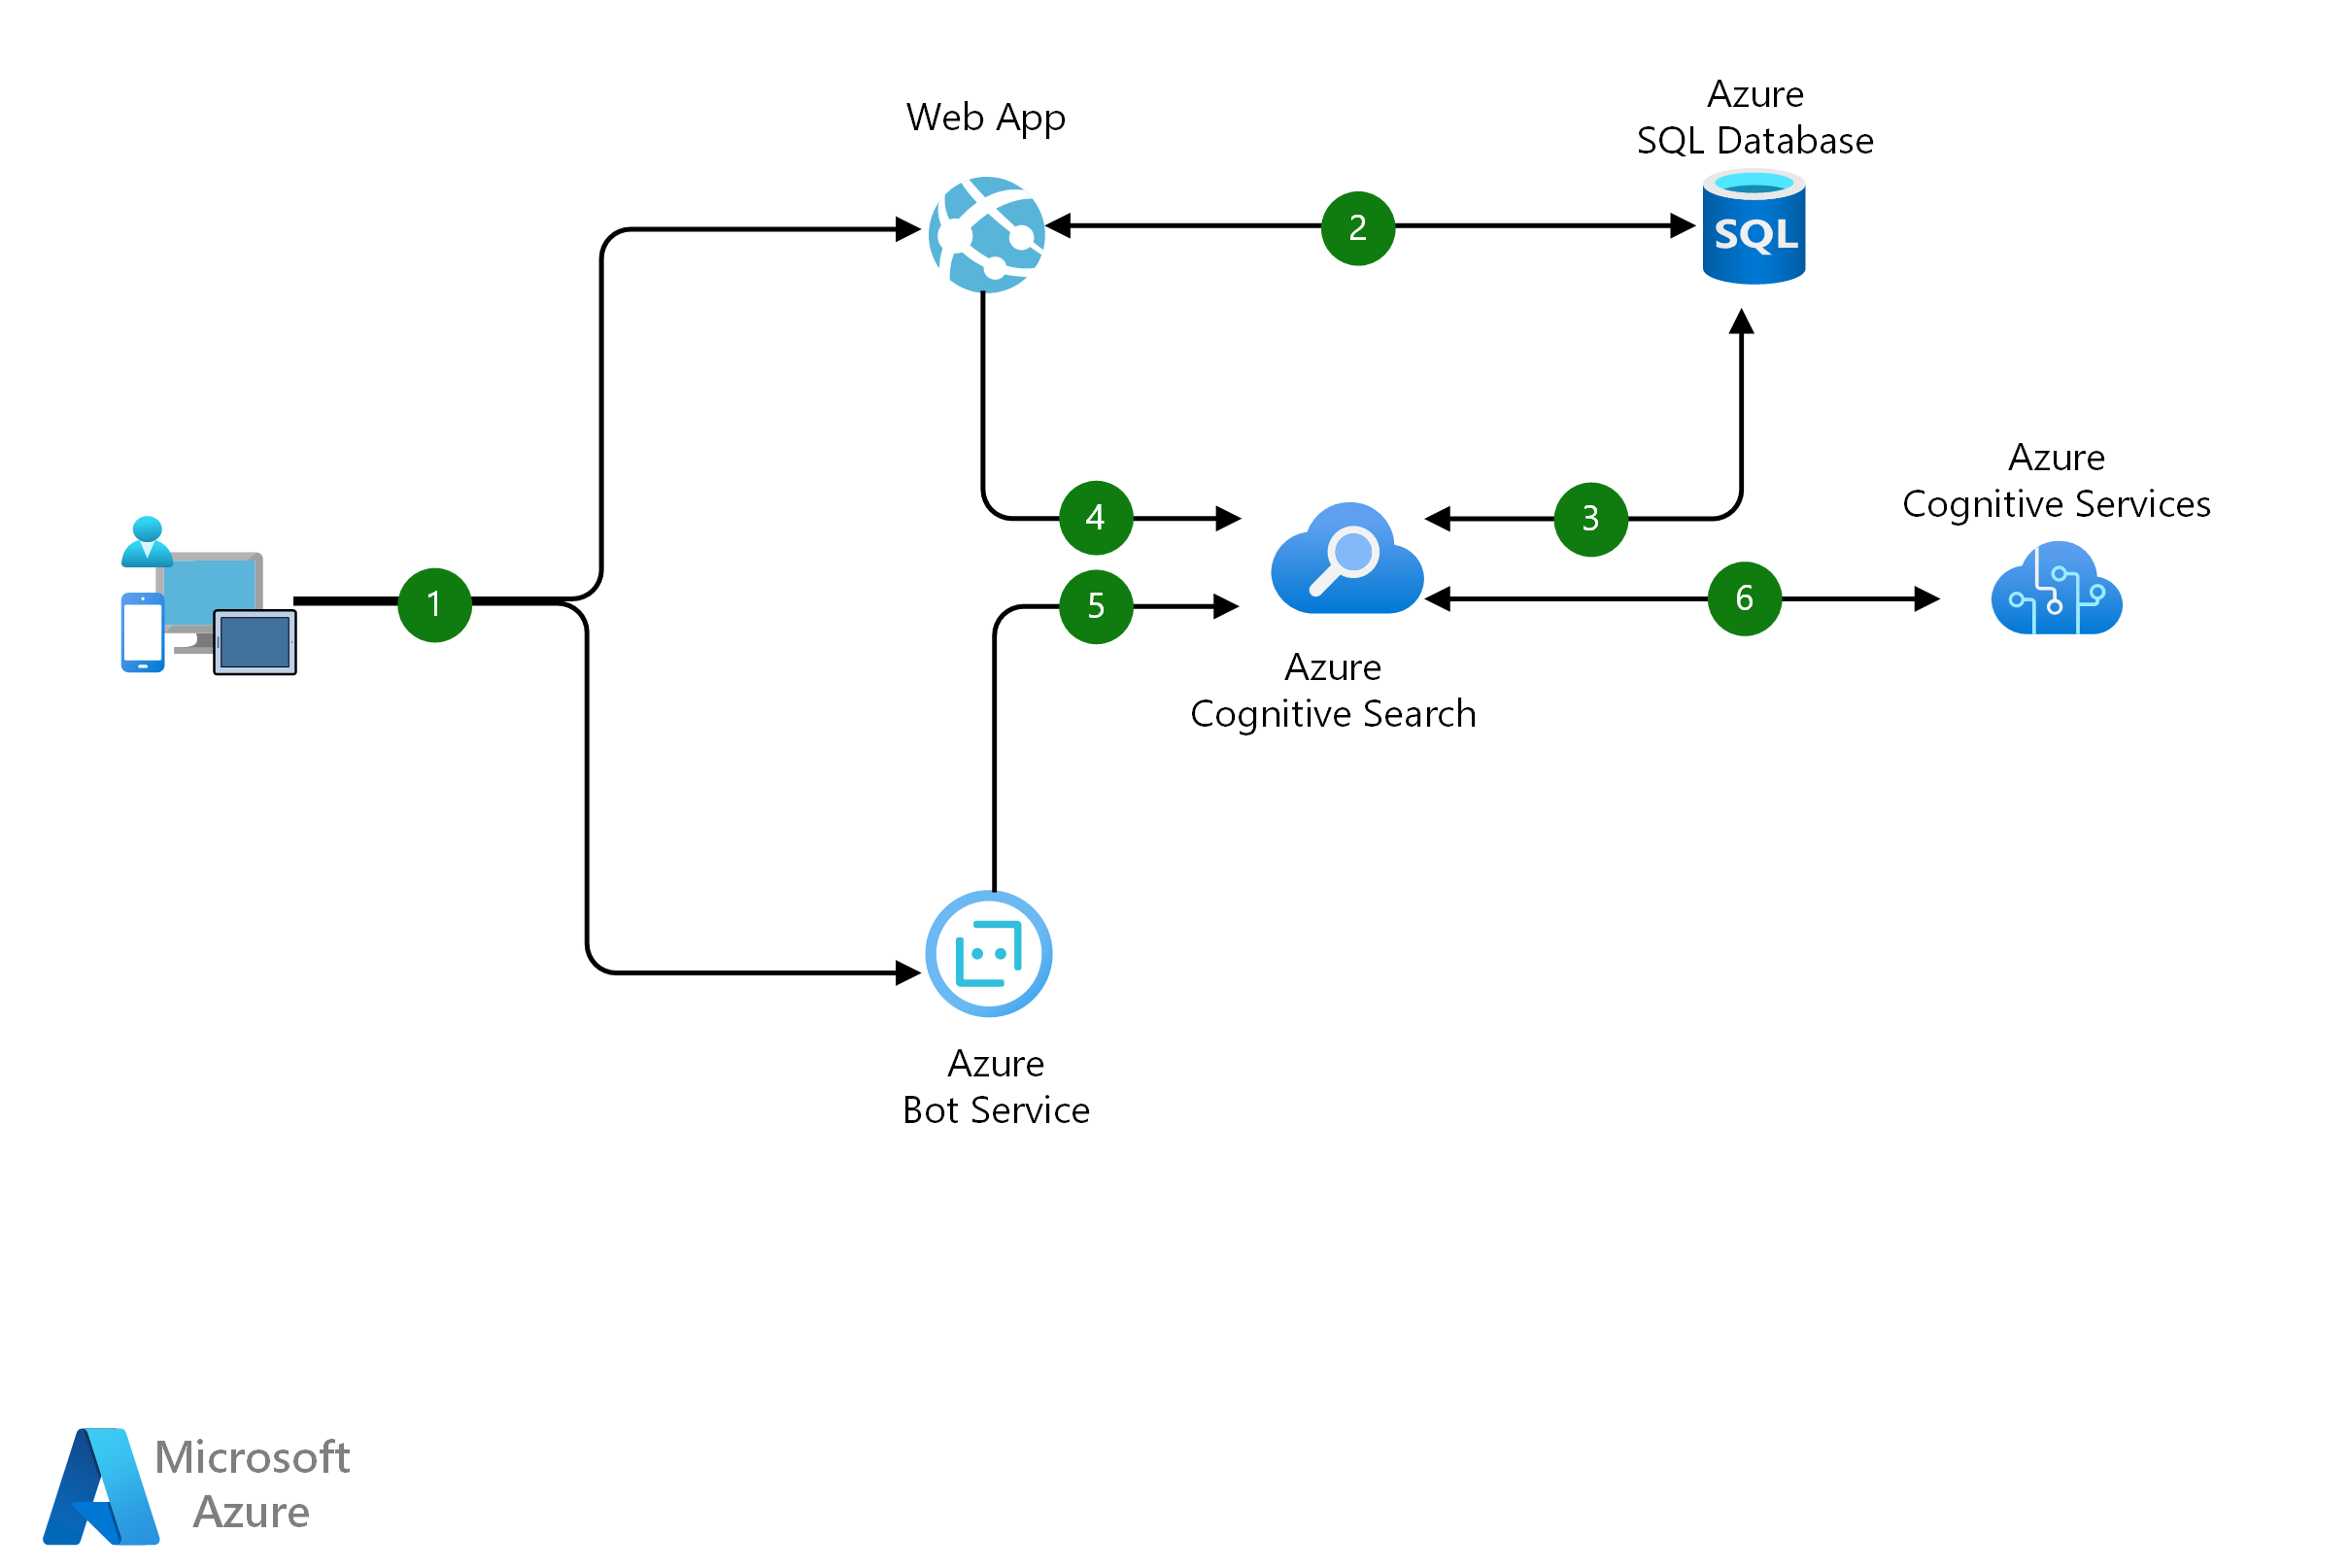 Web App
Azure
SQL Database
2
SQL
Azure
Cognitive Services
4
3
1
5
6
Azure
Cognitive Search
Azure
Bot Service
Microsoft
Azure